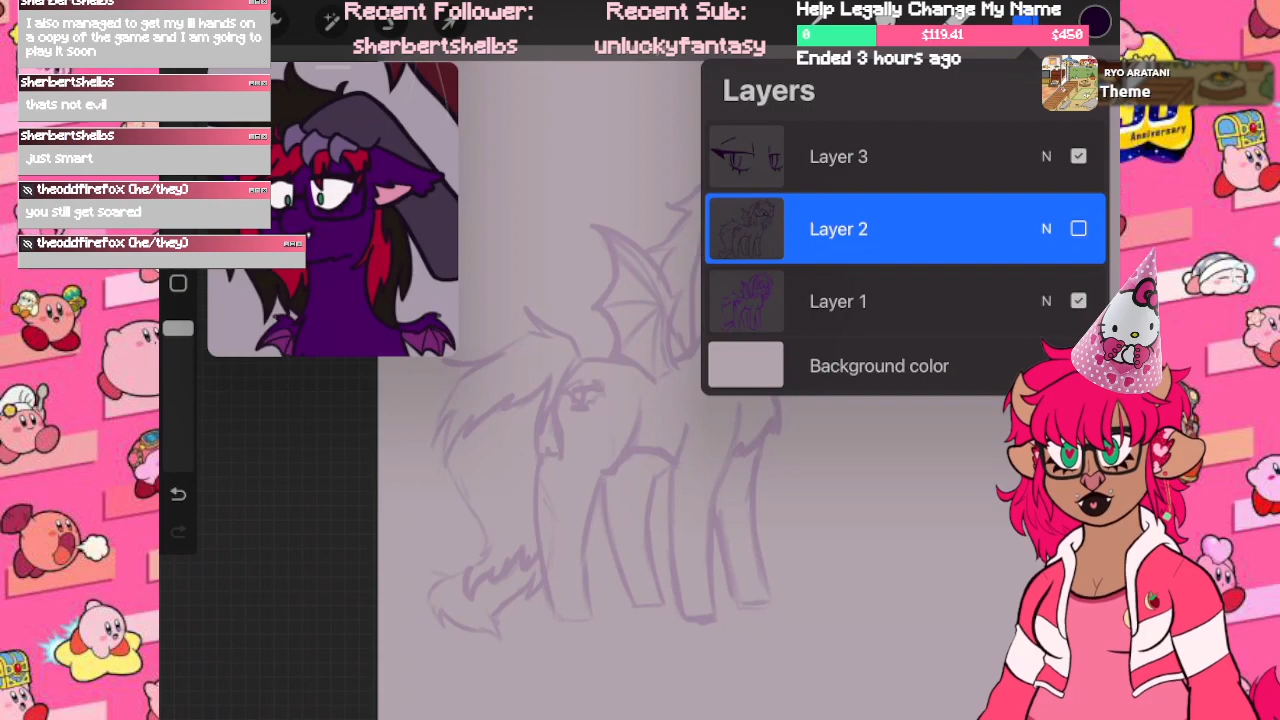 sherbertshelbs
I also managed to get my lil hands on
a copy of the game and I am going to
play it soon
sherbertshelbs
thats not evil
sherbertshelbs
just smart
theoddfirefox (he/they)
you still get scared
theoddfirefox (he/they)
Recent Follower:
sherbertshelbs
Recent Sub:
unluckyfantasy
Help Legally Change My Name
0 $119.41 $450
Ended 3 hours ago
RYO ARATANI
Theme
Anniversary
Layers
Layer 3 N
Layer 2 N
Layer 1 N
Background color